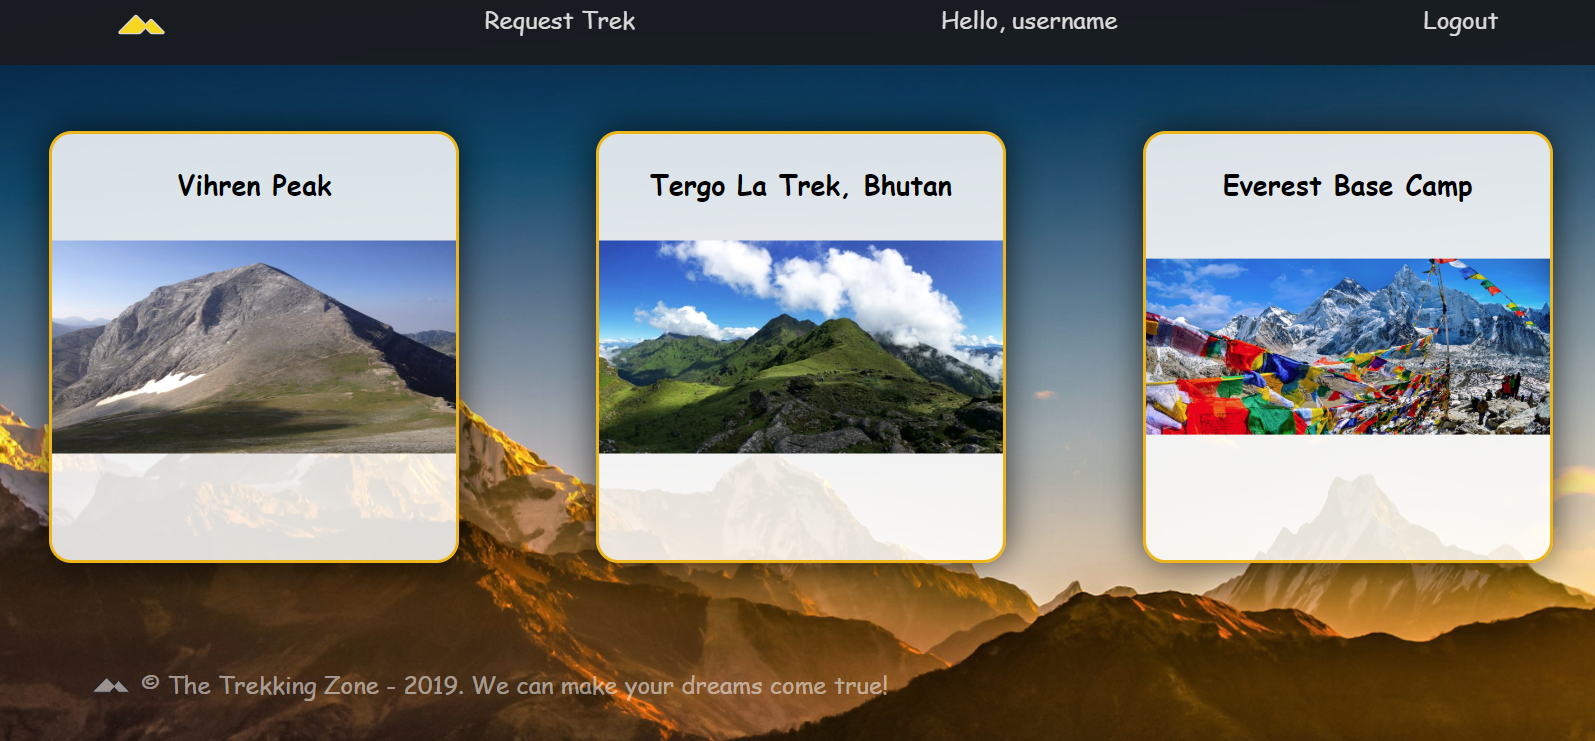 Request Trek
Hello, username
Logout
Vihren Peak
Tergo La Trek, Bhutan
Everest Base Camp
© The Trekking Zone - 2019. We can make your dreams come true!